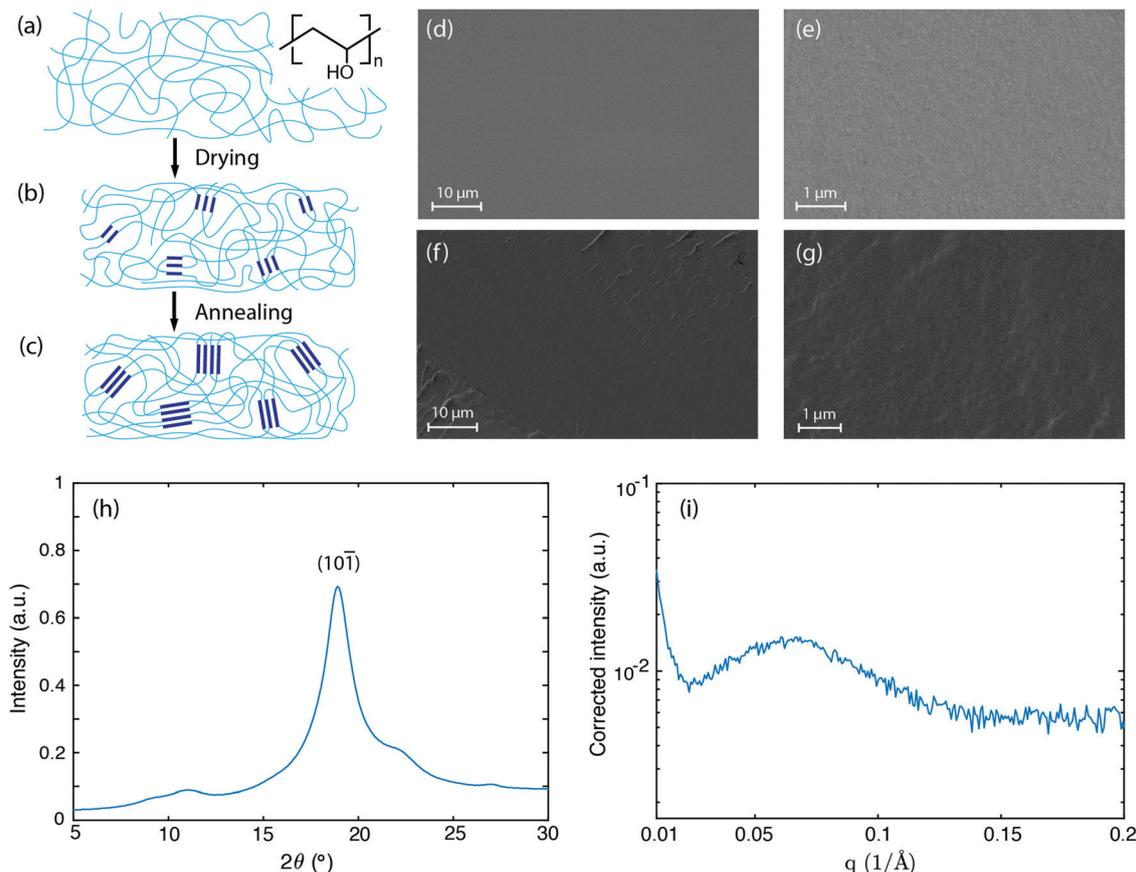 (a)
HO
n
Drying
(b)
Annealing
(c)
(d)
10 μm
(e)
1 μm
(f)
10 μm
(g)
1 μm
(h)
(101̅)
Intensity (a.u.)
1
0.8
0.6
0.4
0.2
0
5 10 15 20 25 30
2θ (°)
(i)
Corrected intensity (a.u.)
10⁻¹
10⁻²
0.01 0.05 0.1 0.15 0.2
q (1/Å)